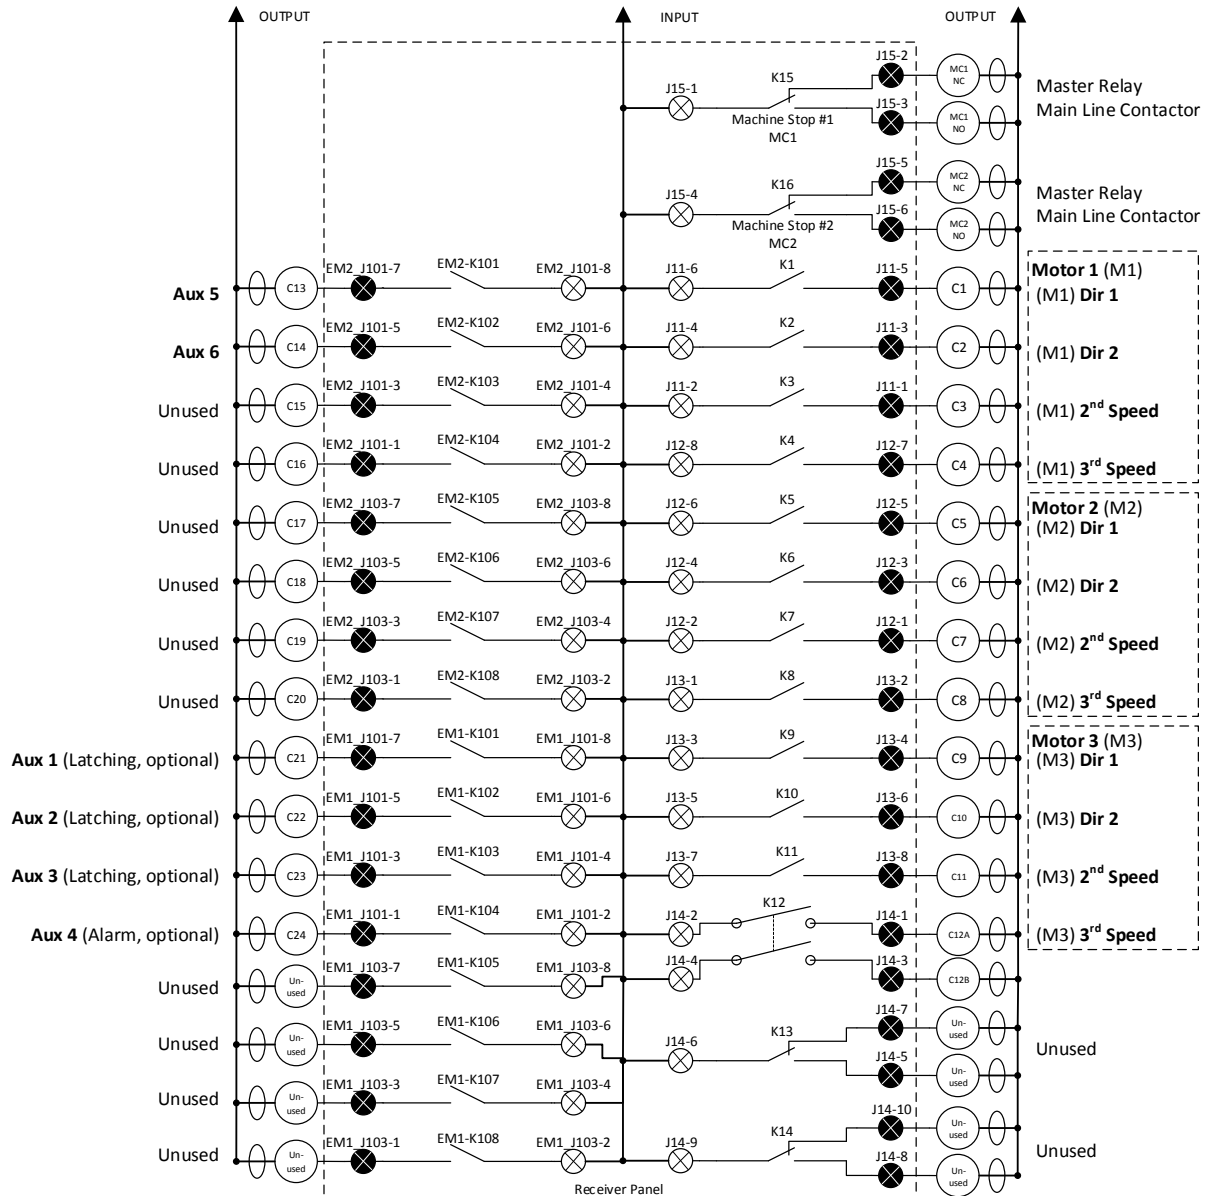 OUTPUT INPUT OUTPUT
J15-2
K15 MC1 NC
J15-1 Master Relay
J15-3 Main Line Contactor
Machine Stop #1 MC1 NO
MC1
J15-5
K16 MC2 NC
J15-4 Master Relay
J15-6 Main Line Contactor
Machine Stop #2 MC2 NO
MC2
Motor 1 (M1)
Aux 5 C13 EM2_J101-7 EM2-K101 EM2_J101-8 J11-6 K1 J11-5 C1 (M1) Dir 1
Aux 6 C14 EM2_J101-5 EM2-K102 EM2_J101-6 J11-4 K2 J11-3 C2 (M1) Dir 2
Unused C15 EM2_J101-3 EM2-K103 EM2_J101-4 J11-2 K3 J11-1 C3 (M1) 2nd Speed
Unused C16 EM2_J101-1 EM2-K104 EM2_J101-2 J12-8 K4 J12-7 C4 (M1) 3rd Speed
Motor 2 (M2)
Unused C17 EM2_J103-7 EM2-K105 EM2_J103-8 J12-6 K5 J12-5 C5 (M2) Dir 1
Unused C18 EM2_J103-5 EM2-K106 EM2_J103-6 J12-4 K6 J12-3 C6 (M2) Dir 2
Unused C19 EM2_J103-3 EM2-K107 EM2_J103-4 J12-2 K7 J12-1 C7 (M2) 2nd Speed
Unused C20 EM2_J103-1 EM2-K108 EM2_J103-2 J13-1 K8 J13-2 C8 (M2) 3rd Speed
Motor 3 (M3)
Aux 1 (Latching, optional) C21 EM1_J101-7 EM1-K101 EM1_J101-8 J13-3 K9 J13-4 C9 (M3) Dir 1
Aux 2 (Latching, optional) C22 EM1_J101-5 EM1-K102 EM1_J101-6 J13-5 K10 J13-6 C10 (M3) Dir 2
Aux 3 (Latching, optional) C23 EM1_J101-3 EM1-K103 EM1_J101-4 J13-7 K11 J13-8 C11 (M3) 2nd Speed
Aux 4 (Alarm, optional) C24 EM1_J101-1 EM1-K104 EM1_J101-2 J14-2 K12 J14-1 C12A (M3) 3rd Speed
Unused Un-used EM1_J103-7 EM1-K105 EM1_J103-8 J14-4 J14-3 C12B
J14-7 Un-used
Unused Un-used EM1_J103-5 EM1-K106 EM1_J103-6 J14-6 K13 Unused
J14-5 Un-used
Unused Un-used EM1_J103-3 EM1-K107 EM1_J103-4
J14-10 Un-used
Unused Un-used EM1_J103-1 EM1-K108 EM1_J103-2 J14-9 K14 Unused
J14-8 Un-used
Receiver Panel